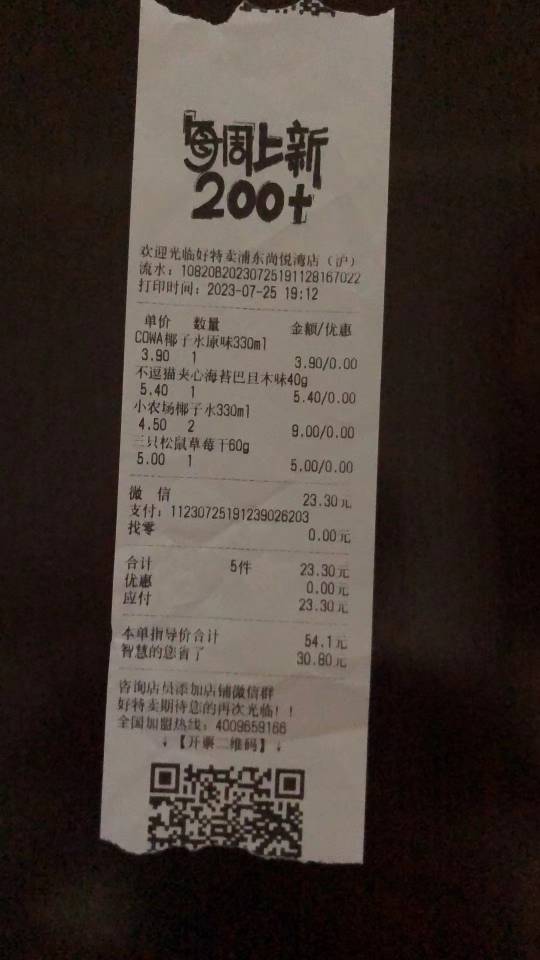 每周上新
200+
欢迎光临好特卖浦东尚悦湾店（沪）
流水：10820B20230725191128167022
打印时间：2023-07-25 19:12
单价 数量 金额/优惠
COWA椰子水原味330ml
3.90 1 3.90/0.00
不逗猫夹心海苔巴旦木味40g
5.40 1 5.40/0.00
小农场椰子水330ml
4.50 2 9.00/0.00
三只松鼠草莓干60g
5.00 1 5.00/0.00
微 信 23.30元
支付：11230725191239026203
找零 0.00元
合计 5件 23.30元
优惠 0.00元
应付 23.30元
本单指导价合计 54.1元
智慧的您省了 30.80元
咨询店员添加店铺微信群
好特卖期待您的再次光临！！
全国加盟热线：4009659166
↓【开票二维码】↓